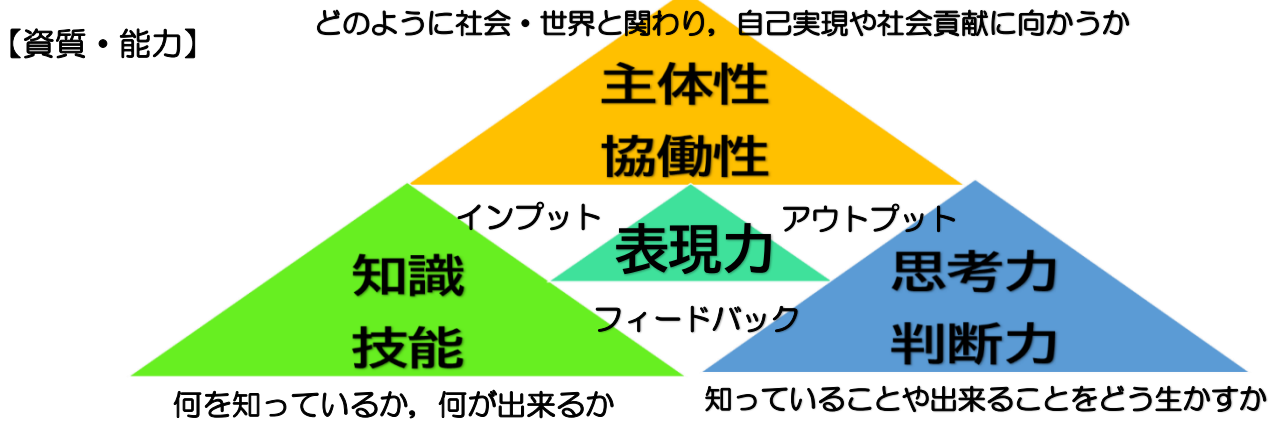 どのように社会・世界と関わり，自己実現や社会貢献に向かうか
【資質・能力】
主体性
協働性
インプット
アウトプット
表現力
知識
技能
思考力
判断力
フィードバック
何を知っているか，何が出来るか
知っていることや出来ることをどう生かすか